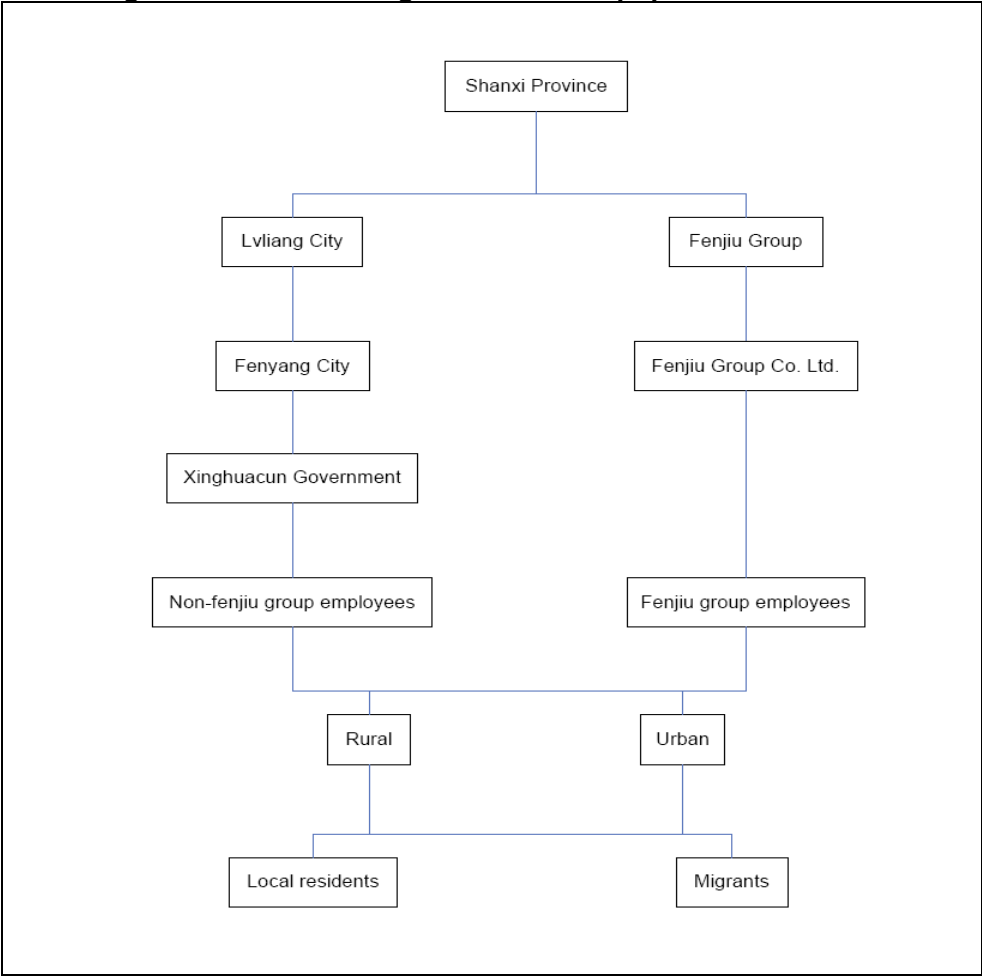 Shanxi Province
Lvliang City
Fenjiu Group
Fenyang City
Fenjiu Group Co. Ltd.
Xinghuacun Government
Non-fenjiu group employees
Fenjiu group employees
Rural
Urban
Local residents
Migrants